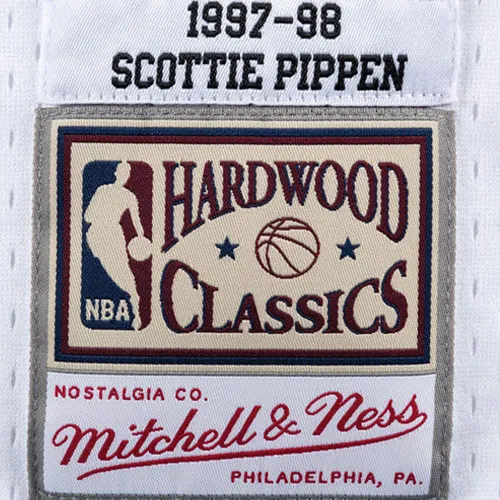 1997-98
SCOTTIE PIPPEN
HARDWOOD
NBA
CLASSICS
NOSTALGIA CO.
Mitchell & Ness
PHILADELPHIA, PA.